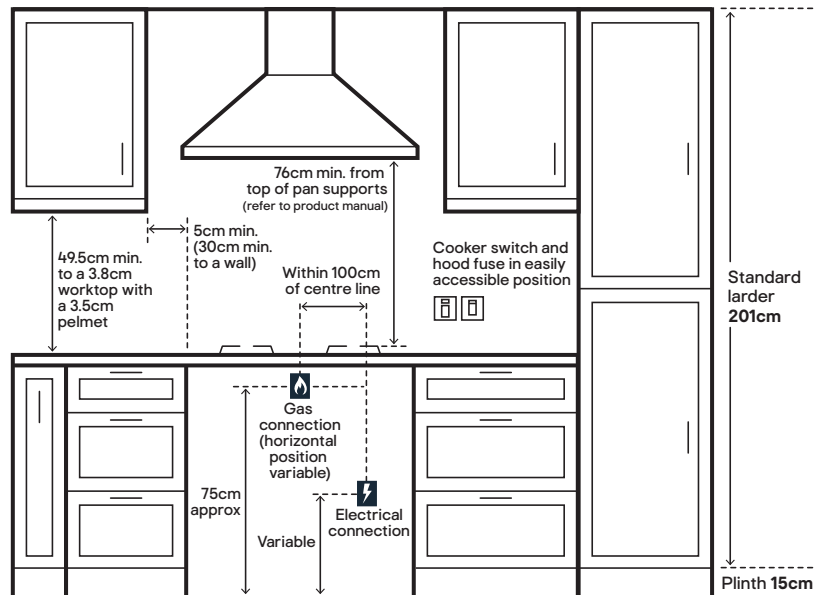 76cm min. from
top of pan supports
(refer to product manual)
5cm min.
(30cm min.
to a wall)
49.5cm min.
to a 3.8cm
worktop with
a 3.5cm
pelmet
Within 100cm
of centre line
Cooker switch and
hood fuse in easily
accessible position
Standard
larder
201cm
Gas
connection
(horizontal
position
variable)
75cm
approx
Electrical
connection
Variable
Plinth 15cm